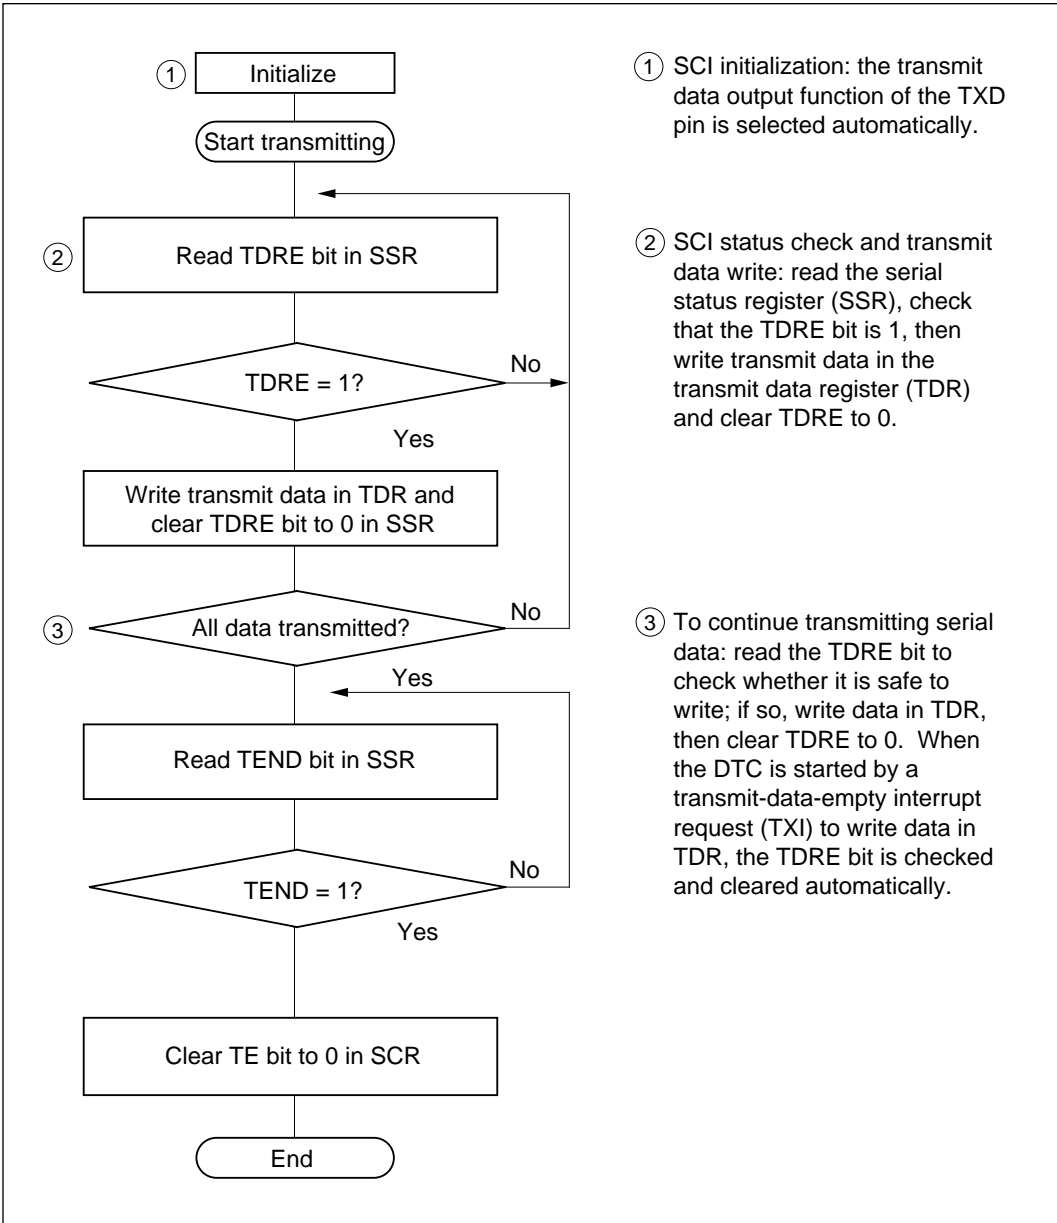 ① Initialize
Start transmitting
② Read TDRE bit in SSR
TDRE = 1?
No
Yes
Write transmit data in TDR and
clear TDRE bit to 0 in SSR
③ All data transmitted?
No
Yes
Read TEND bit in SSR
TEND = 1?
No
Yes
Clear TE bit to 0 in SCR
End
① SCI initialization: the transmit
data output function of the TXD
pin is selected automatically.
② SCI status check and transmit
data write: read the serial
status register (SSR), check
that the TDRE bit is 1, then
write transmit data in the
transmit data register (TDR)
and clear TDRE to 0.
③ To continue transmitting serial
data: read the TDRE bit to
check whether it is safe to
write; if so, write data in TDR,
then clear TDRE to 0.  When
the DTC is started by a
transmit-data-empty interrupt
request (TXI) to write data in
TDR, the TDRE bit is checked
and cleared automatically.